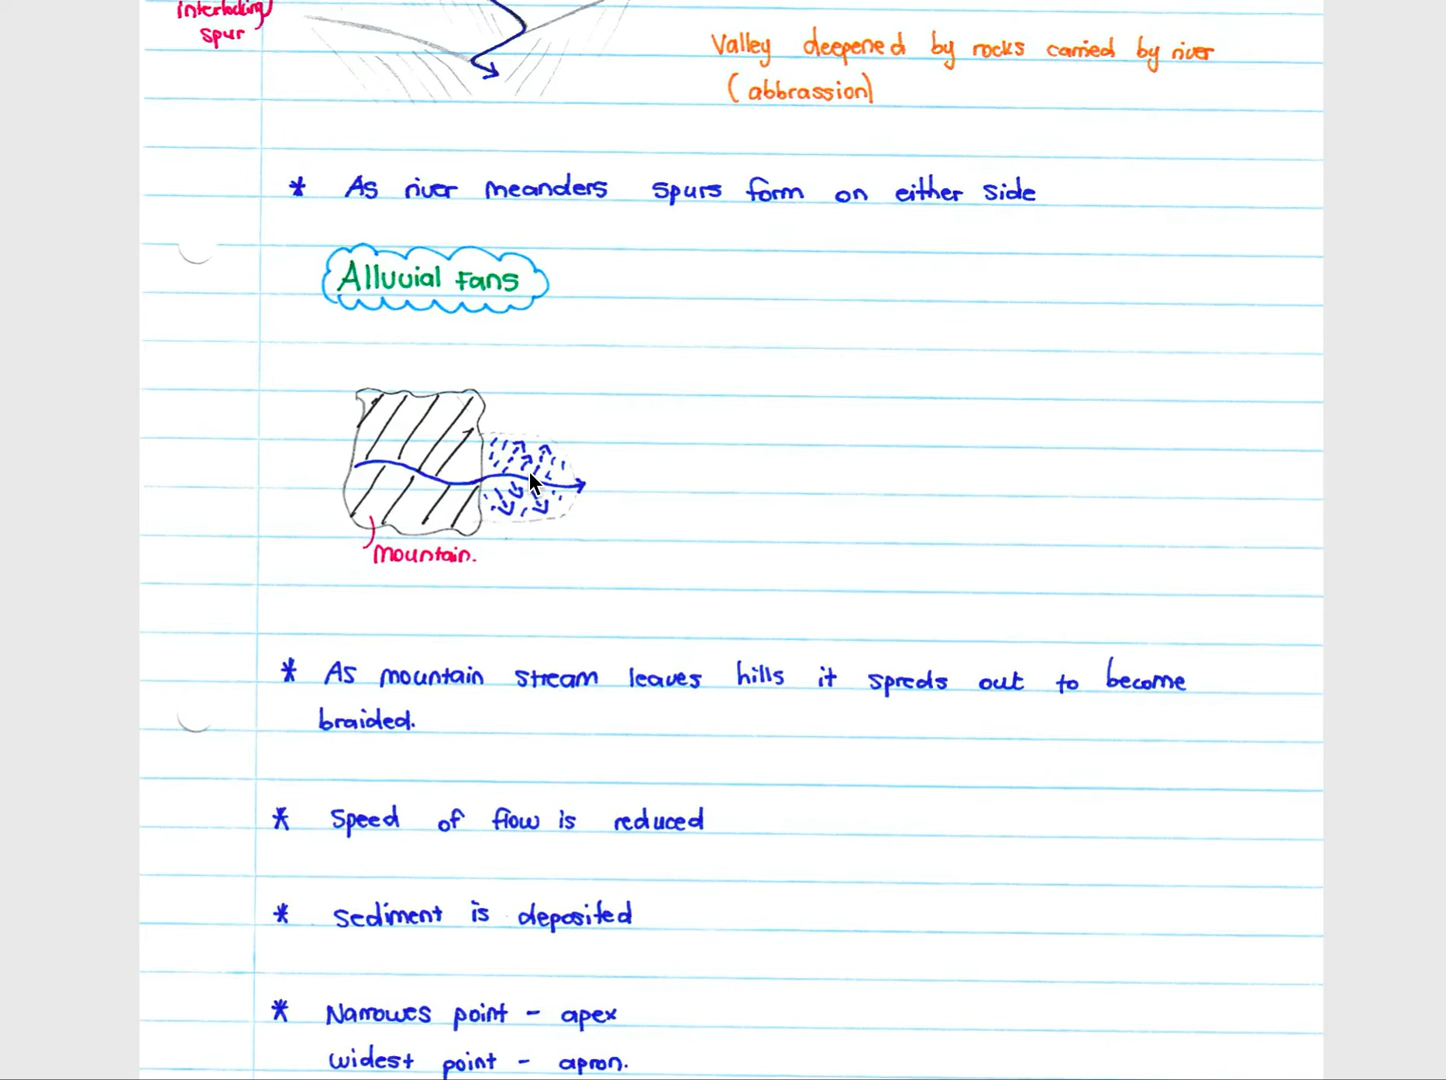 interlocking
spur
Valley deepened by rocks carried by river
(abbrassion)
* As river meanders spurs form on either side
Alluvial Fans
Mountain.
* As mountain stream leaves hills it spreds out to become
braided.
* Speed of flow is reduced
* Sediment is deposited
* Narrowes point - apex
widest point - apron.